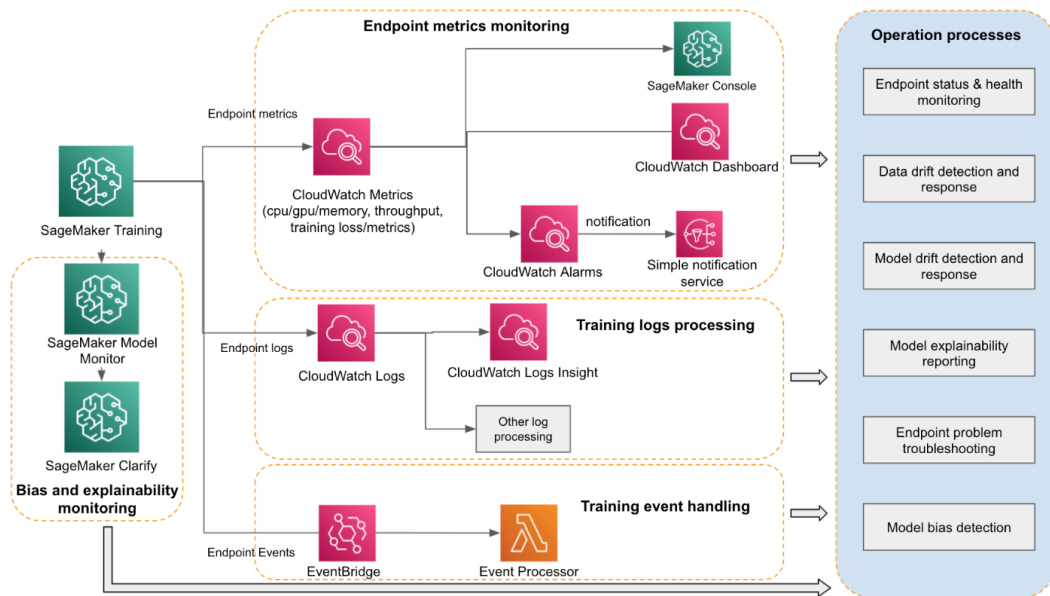 Endpoint metrics monitoring
Operation processes
SageMaker Console
Endpoint status & health
monitoring
Endpoint metrics
CloudWatch Dashboard
CloudWatch Metrics
(cpu/gpu/memory, throughput,
training loss/metrics)
Data drift detection and
response
SageMaker Training
notification
CloudWatch Alarms
Simple notification
service
Model drift detection and
response
SageMaker Model
Monitor
Training logs processing
Endpoint logs
CloudWatch Logs
CloudWatch Logs Insight
Model explainability
reporting
Other log
processing
Endpoint problem
troubleshooting
SageMaker Clarify
Bias and explainability
monitoring
Training event handling
Endpoint Events
EventBridge
Event Processor
Model bias detection